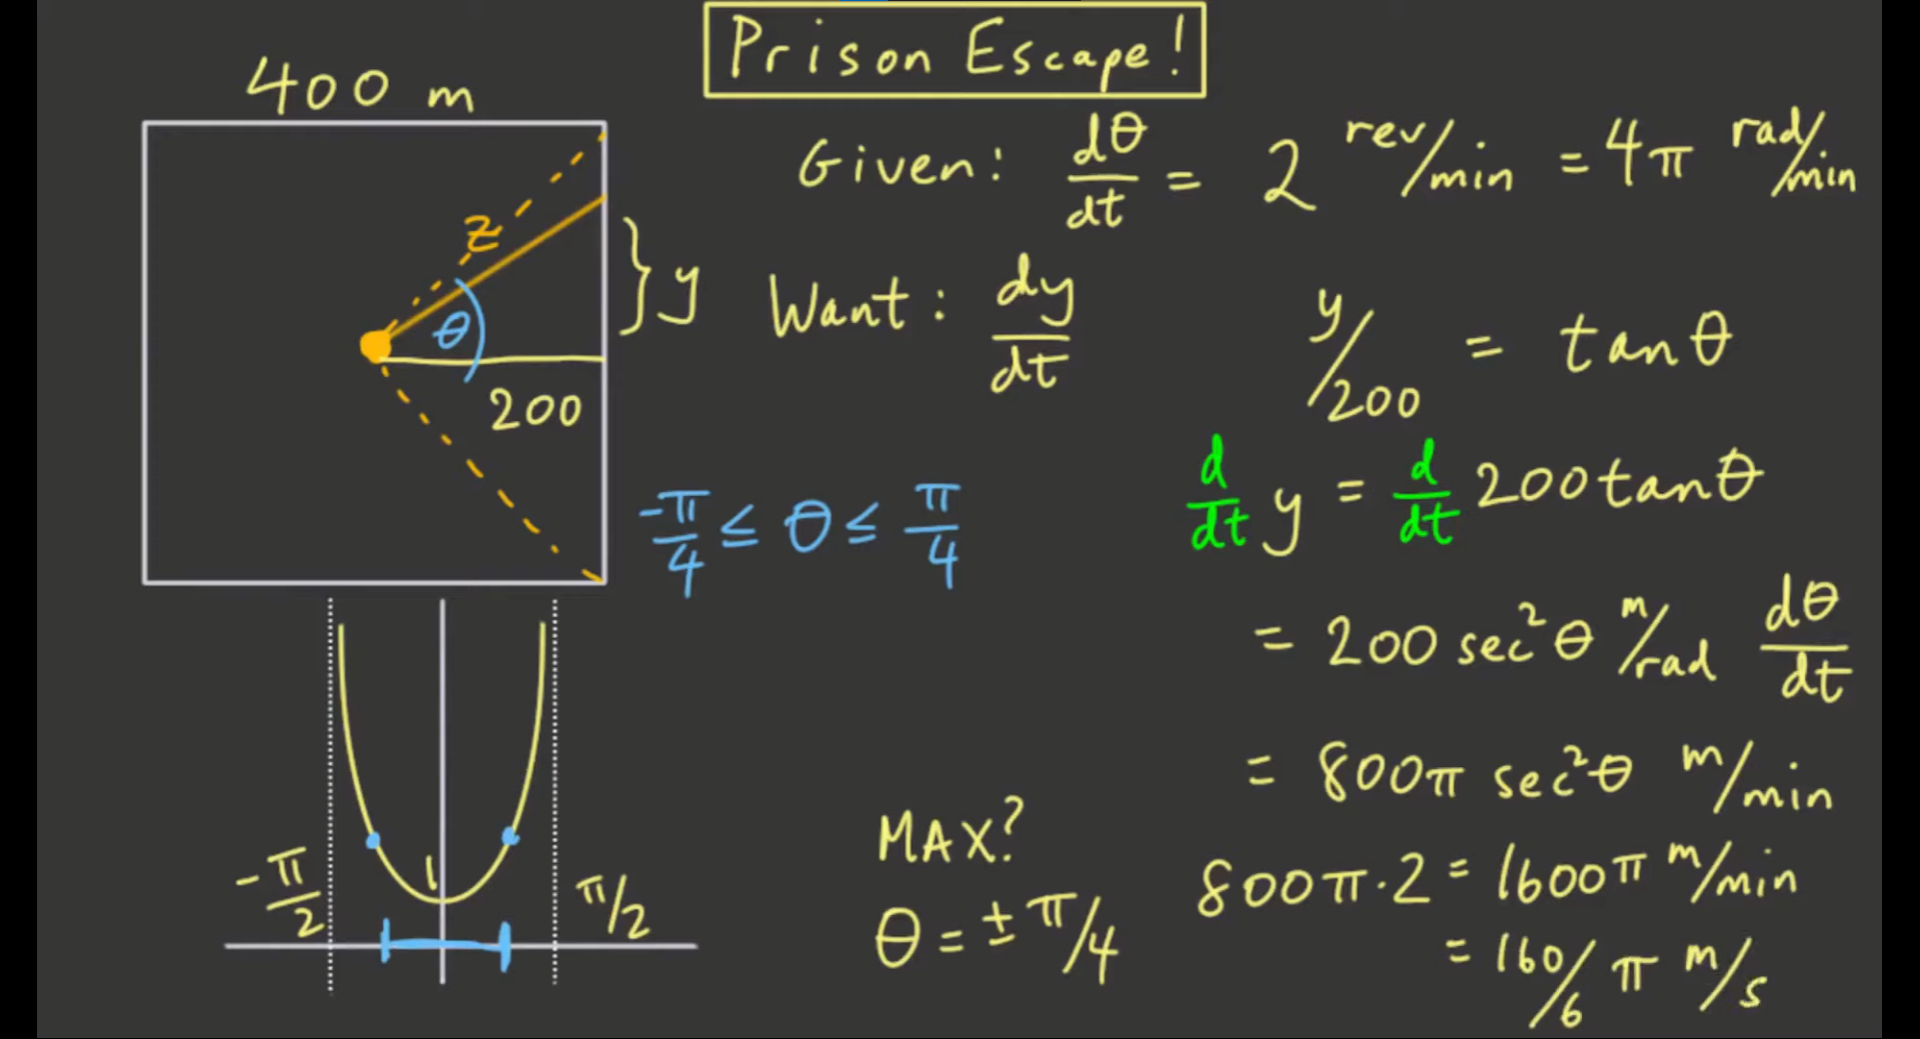 Prison Escape!
400 m
Given: dθ/dt = 2 rev/min = 4π rad/min
z
θ
200
} y
Want: dy/dt
y/200 = tanθ
-π/4 ≤ θ ≤ π/4
d/dt y = d/dt 200tanθ
= 200 sec²θ m/rad dθ/dt
= 800π sec²θ m/min
-π/2
1
π/2
MAX?
θ = ± π/4
800π·2 = 1600π m/min
= 160/6 π m/s